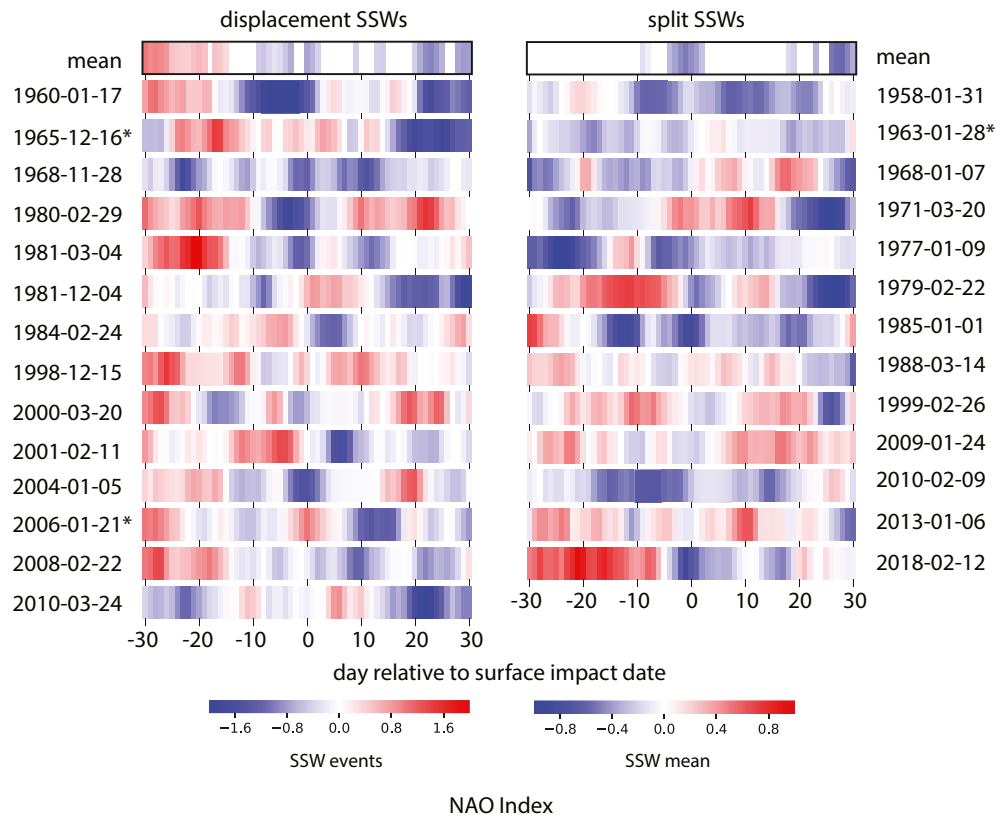 displacement SSWs
split SSWs
mean
mean
1960-01-17
1958-01-31
1965-12-16*
1963-01-28*
1968-11-28
1968-01-07
1980-02-29
1971-03-20
1981-03-04
1977-01-09
1981-12-04
1979-02-22
1984-02-24
1985-01-01
1998-12-15
1988-03-14
2000-03-20
1999-02-26
2001-02-11
2009-01-24
2004-01-05
2010-02-09
2006-01-21*
2013-01-06
2008-02-22
2018-02-12
2010-03-24
-30 -20 -10 0 10 20 30
-30 -20 -10 0 10 20 30
day relative to surface impact date
−1.6 −0.8 0.0 0.8 1.6
−0.8 −0.4 0.0 0.4 0.8
SSW events
SSW mean
NAO Index